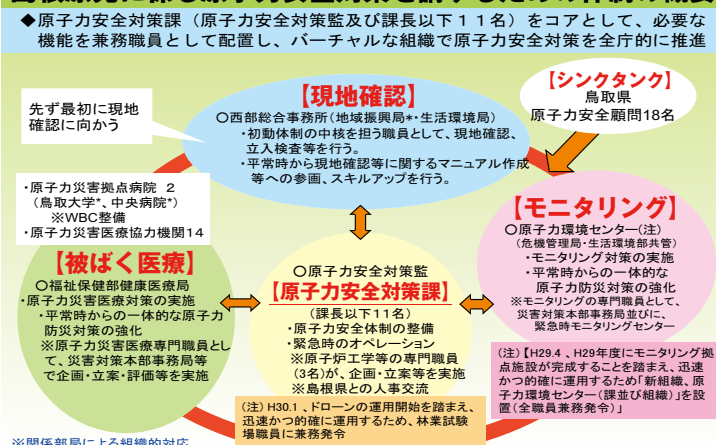 ◆原子力安全対策課（原子力安全対策監及び課長以下１１名）をコアとして、必要な
機能を兼務職員として配置し、バーチャルな組織で原子力安全対策を全庁的に推進
【シンクタンク】
鳥取県
原子力安全顧問18名
先ず最初に現地
確認に向かう
【現地確認】
○西部総合事務所（地域振興局*・生活環境局）
・初動体制の中核を担う職員として、現地確認、
立入検査等を行う。
・平常時から現地確認等に関するマニュアル作成
等への参画、スキルアップを行う。
・原子力災害拠点病院 2
（鳥取大学*、中央病院*）
※WBC整備
・原子力災害医療協力機関14
【被ばく医療】
○福祉保健部健康医療局
・原子力災害医療対策の実施
・平常時からの一体的な原子力
防災対策の強化
※原子力災害医療専門職員とし
て、災害対策本部事務局等
で企画・立案・評価等を実施
○原子力安全対策監
【原子力安全対策課】
（課長以下11名）
・原子力安全体制の整備
・緊急時のオペレーション
※原子炉工学等の専門職員
（3名）が、企画・立案等を実施
※島根県との人事交流
【モニタリング】
○原子力環境センター（注）
（危機管理局・生活環境部共管）
・モニタリング対策の実施
・平常時からの一体的な
原子力防災対策の強化
※モニタリングの専門職員として、
災害対策本部事務局並びに、
緊急時モニタリングセンター
（注）【H29.4 、H29年度にモニタリング拠
点施設が完成することを踏まえ、迅速
かつ的確に運用するため「新組織、原
子力環境センター（課並び組織）」を設
置（全職員兼務発令）」
（注）H30.1 、ドローンの運用開始を踏まえ、
迅速かつ的確に運用するため、林業試験
場職員に兼務発令
※関係部局による組織的対応